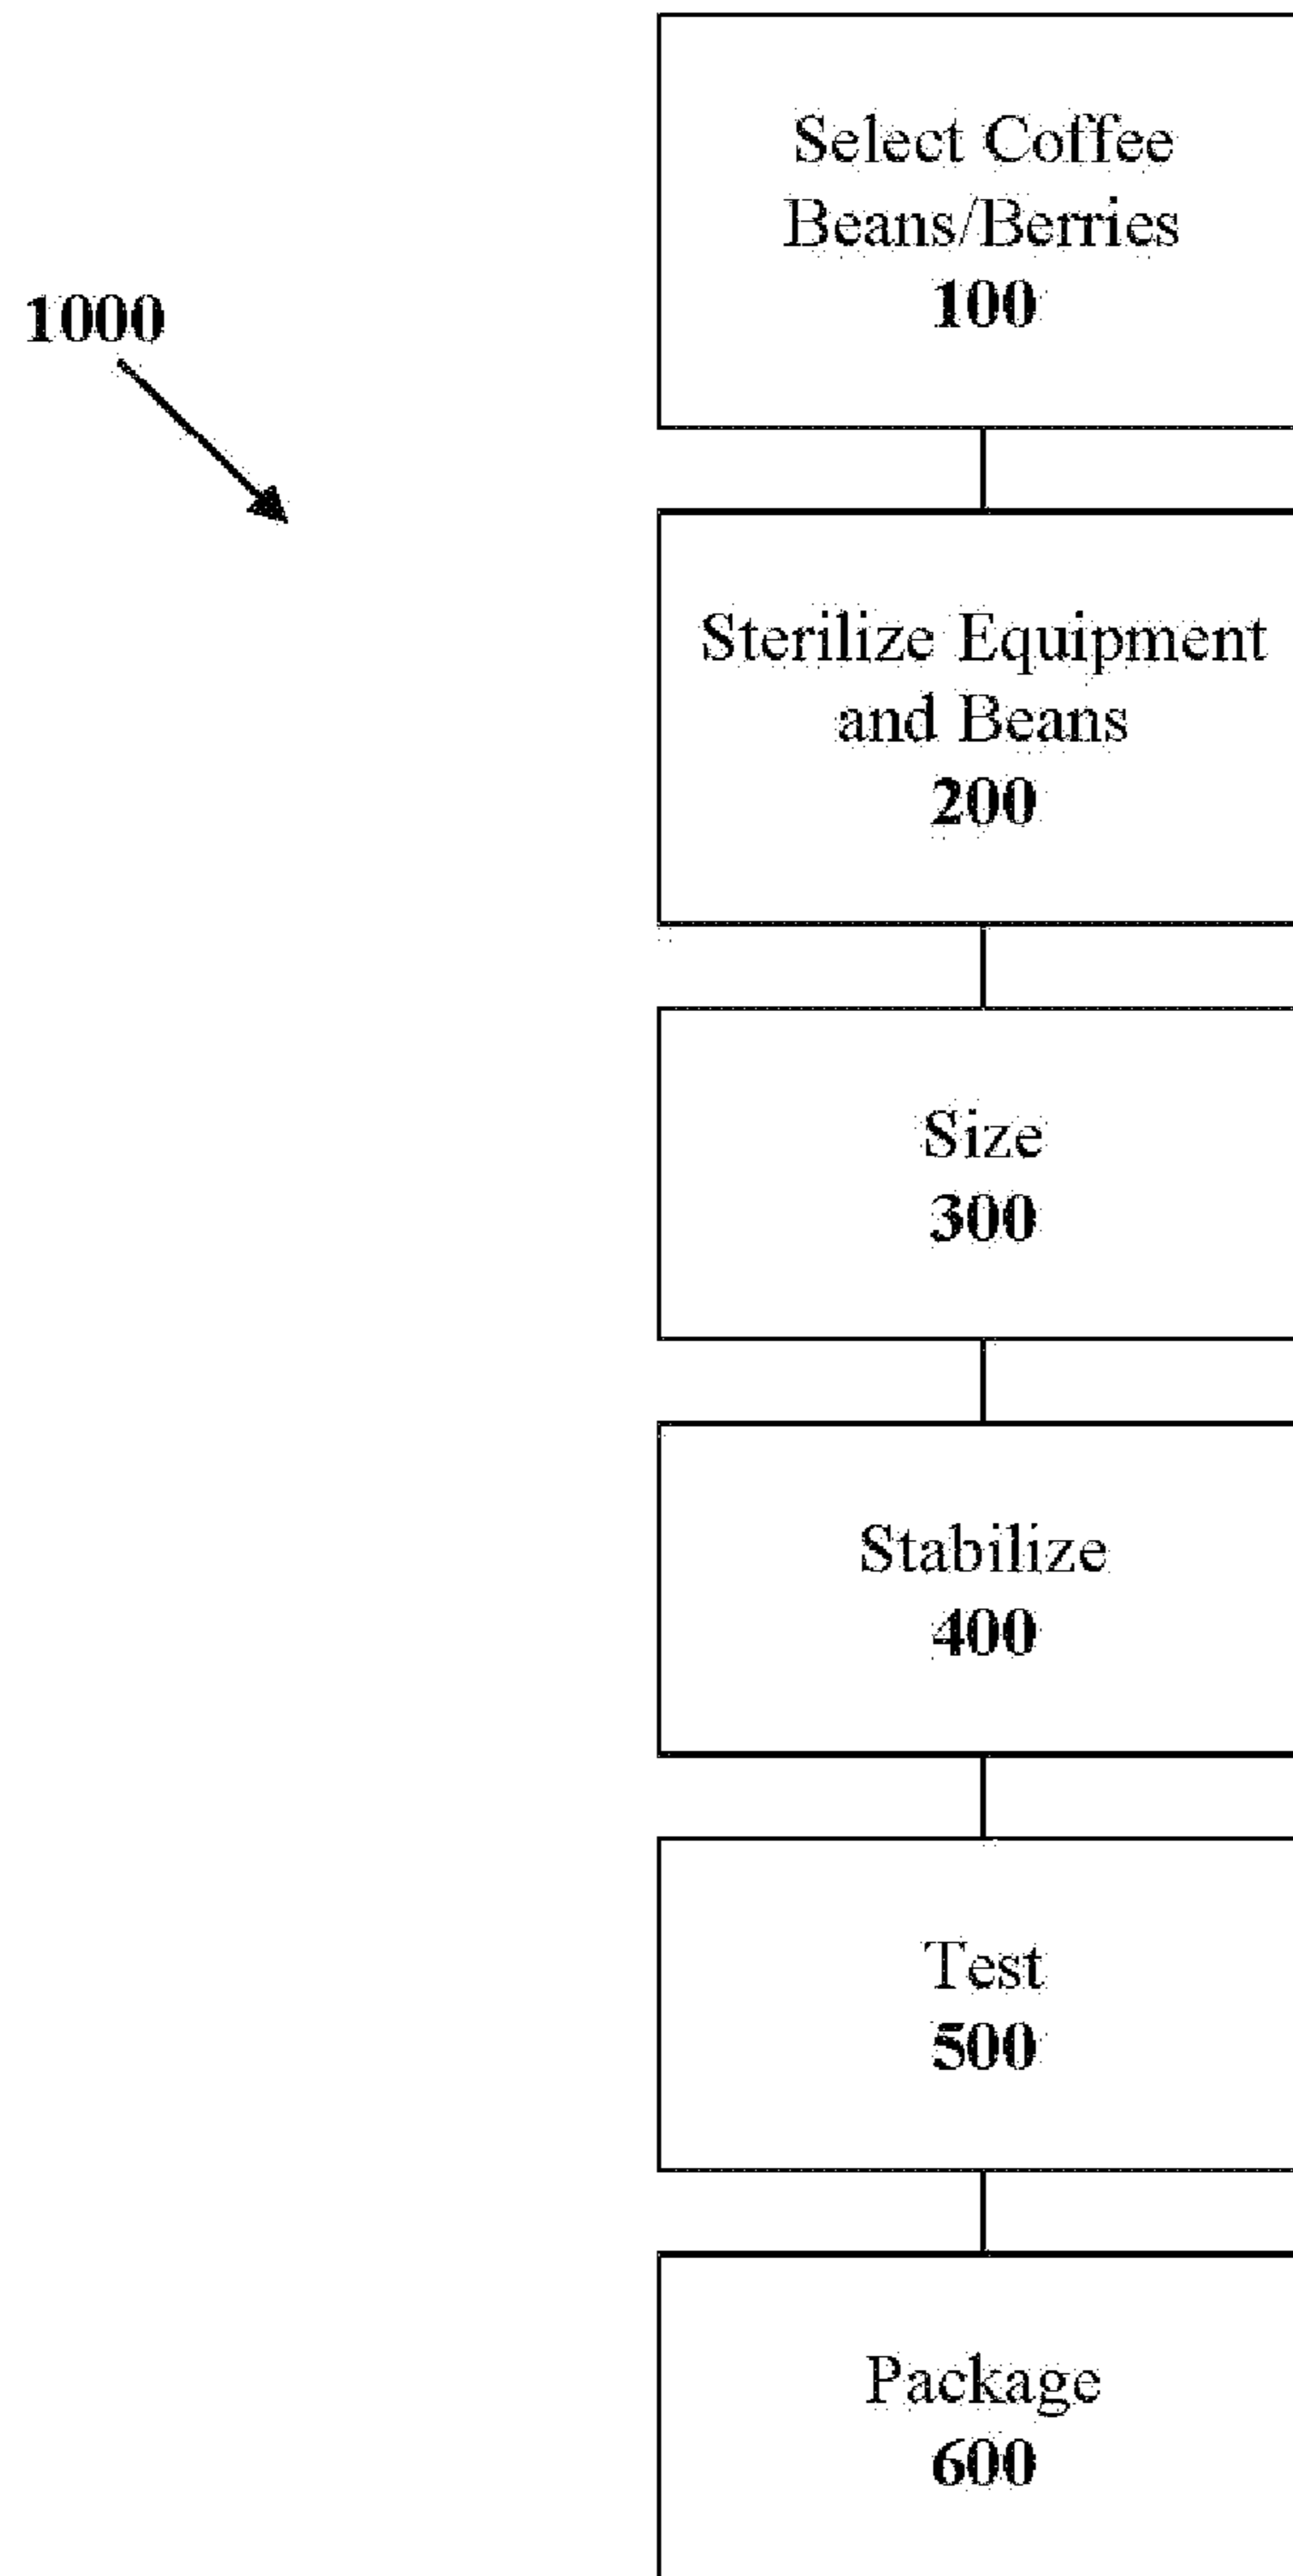 Select Coffee
Beans/Berries
100
1000
Sterilize Equipment
and Beans
200
Size
300
Stabilize
400
Test
500
Package
600